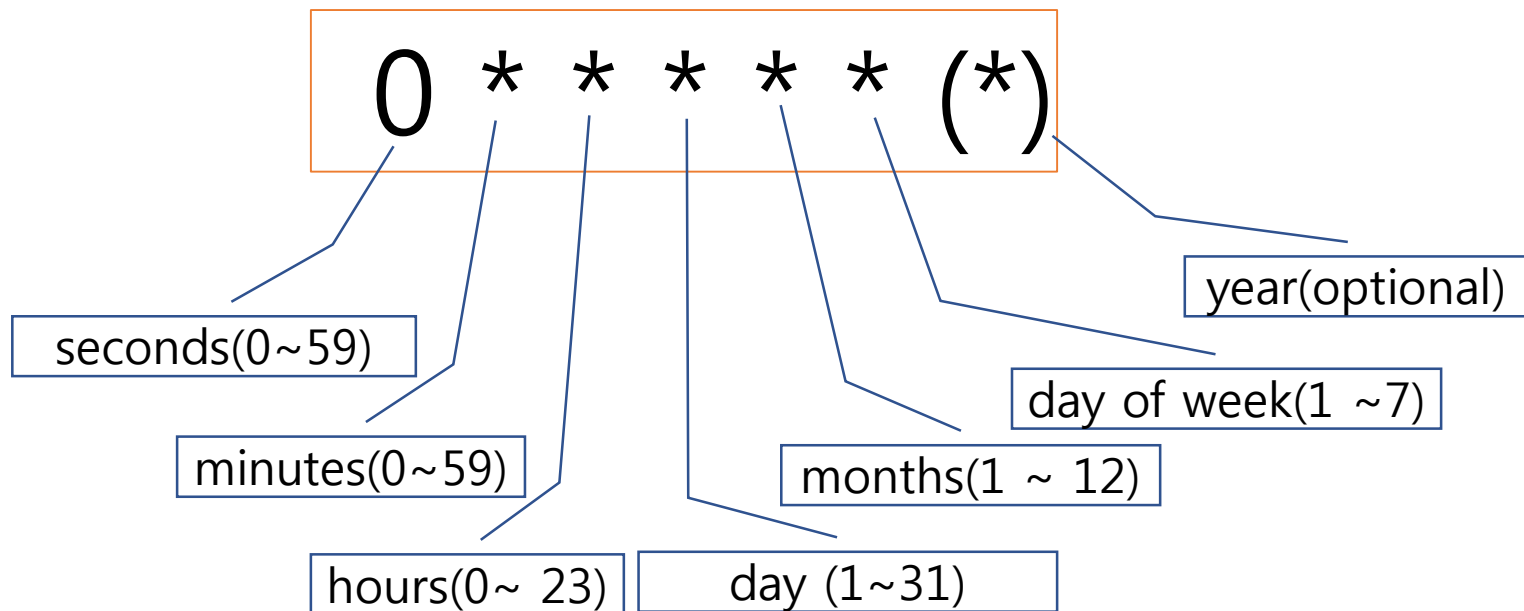 0 * * * * * (*)
year(optional)
seconds(0~59)
day of week(1 ~7)
minutes(0~59)
months(1 ~ 12)
hours(0~ 23)
day (1~31)